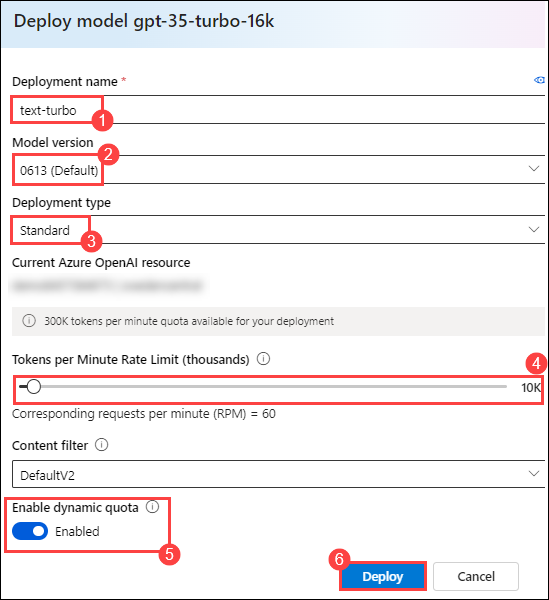 Deploy model gpt-35-turbo-16k
Deployment name *
text-turbo
1
Model version
2
0613 (Default)
Deployment type
Standard
3
Current Azure OpenAI resource
300K tokens per minute quota available for your deployment
Tokens per Minute Rate Limit (thousands)
4
10K
Corresponding requests per minute (RPM) = 60
Content filter
DefaultV2
Enable dynamic quota
Enabled
5
6
Deploy Cancel